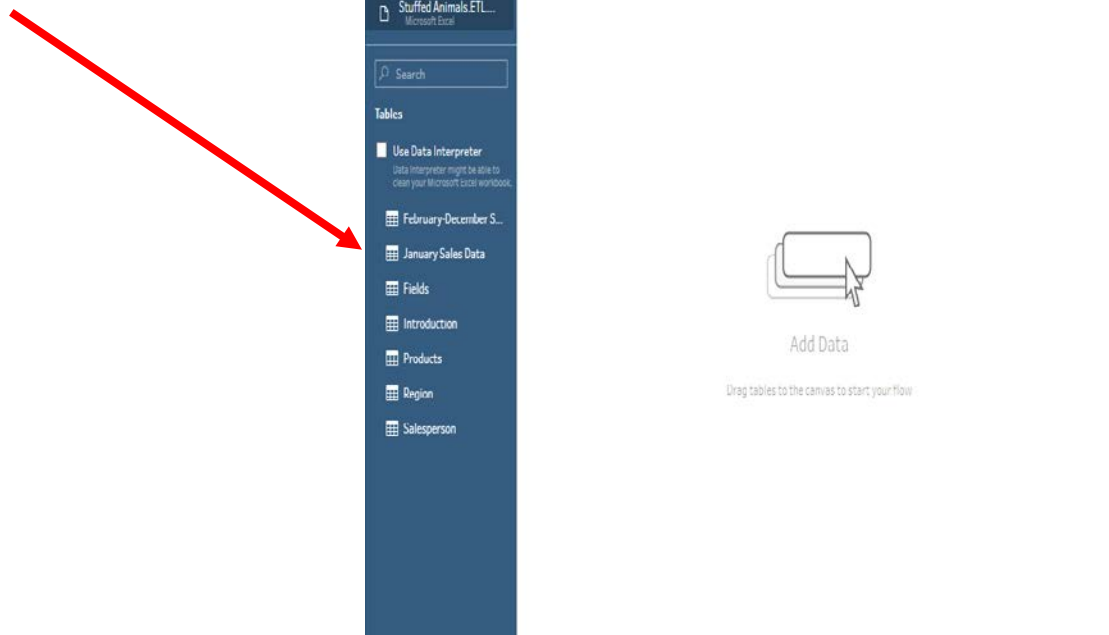 Stuffed Animals.ETL....
Microsoft Excel
Search
Tables
Use Data Interpreter
Data Interpreter might be able to
clean your Microsoft Excel workbook.
February-December S...
January Sales Data
Fields
Introduction
Products
Region
Salesperson
Add Data
Drag tables to the canvas to start your flow